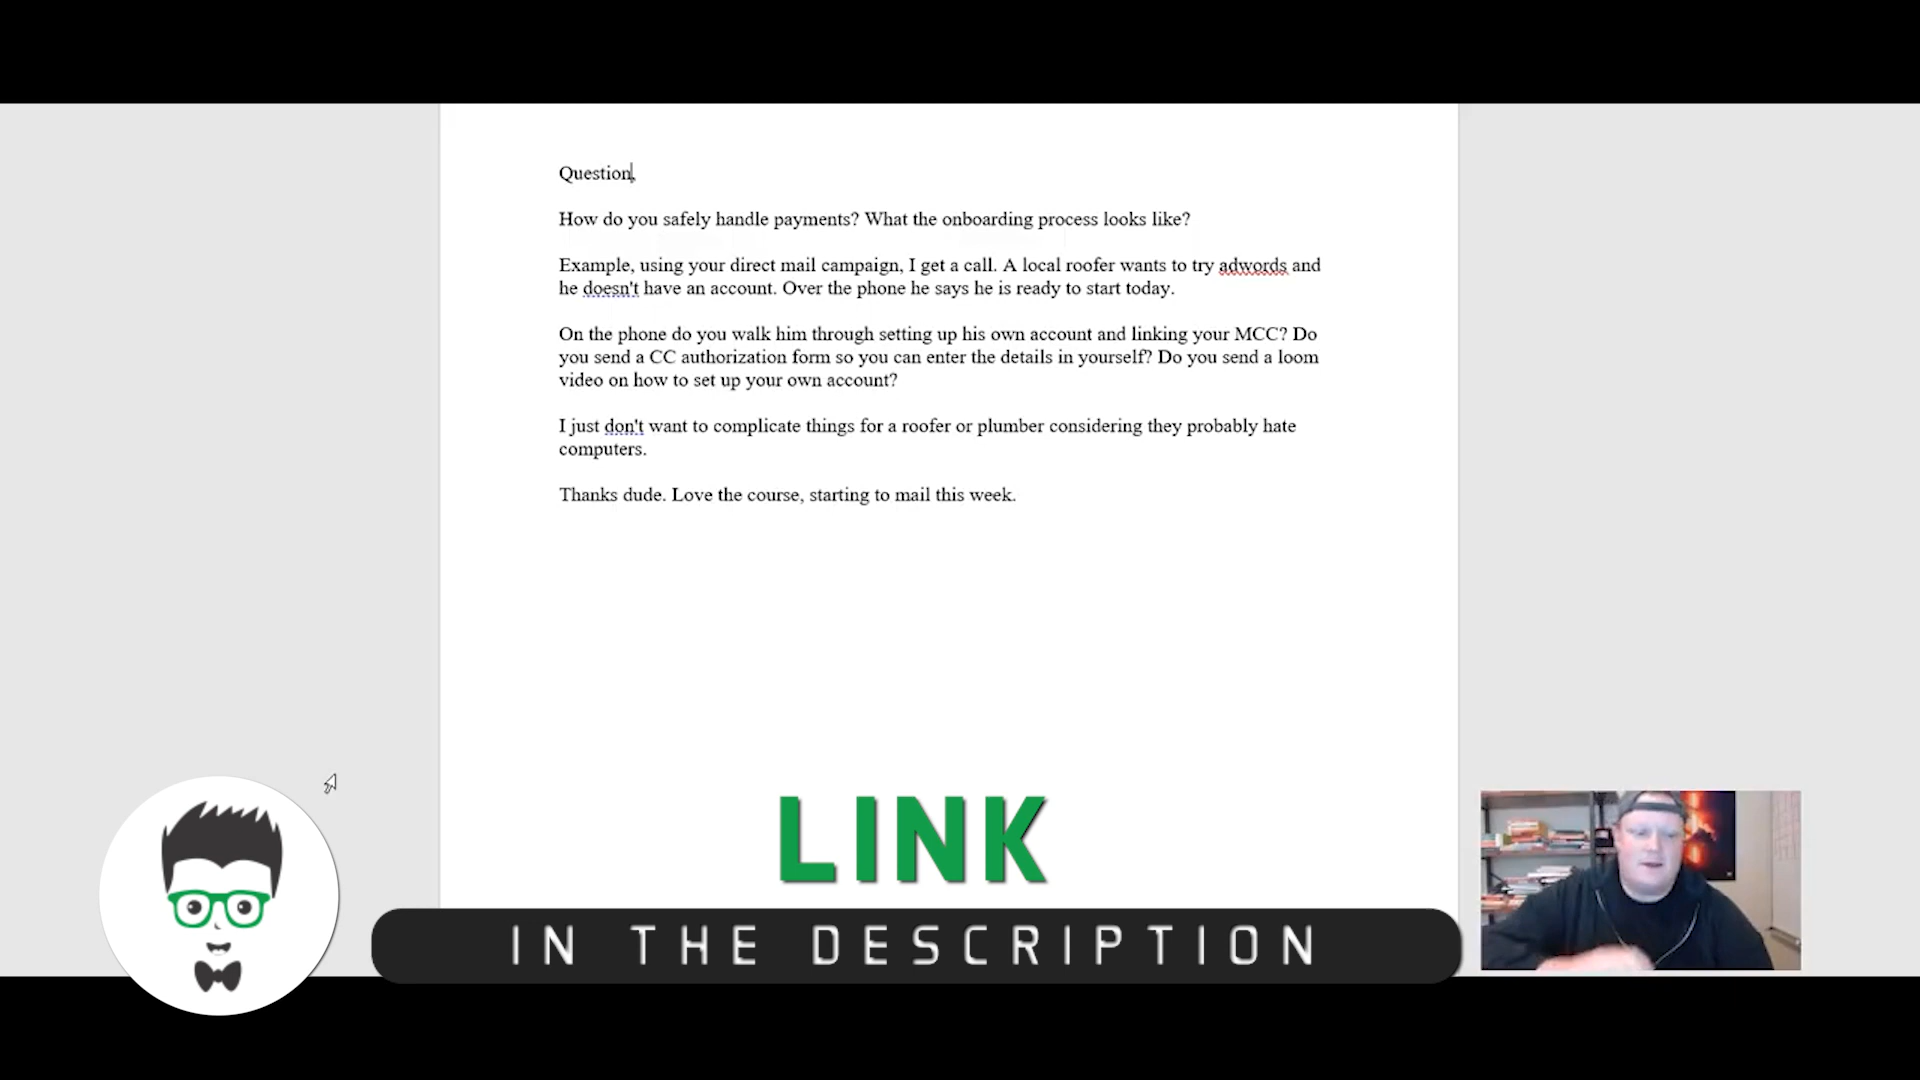 Question,
How do you safely handle payments? What the onboarding process looks like?
Example, using your direct mail campaign, I get a call. A local roofer wants to try adwords and
he doesn't have an account. Over the phone he says he is ready to start today.
On the phone do you walk him through setting up his own account and linking your MCC? Do
you send a CC authorization form so you can enter the details in yourself? Do you send a loom
video on how to set up your own account?
I just don't want to complicate things for a roofer or plumber considering they probably hate
computers.
Thanks dude. Love the course, starting to mail this week.
LINK
IN THE DESCRIPTION